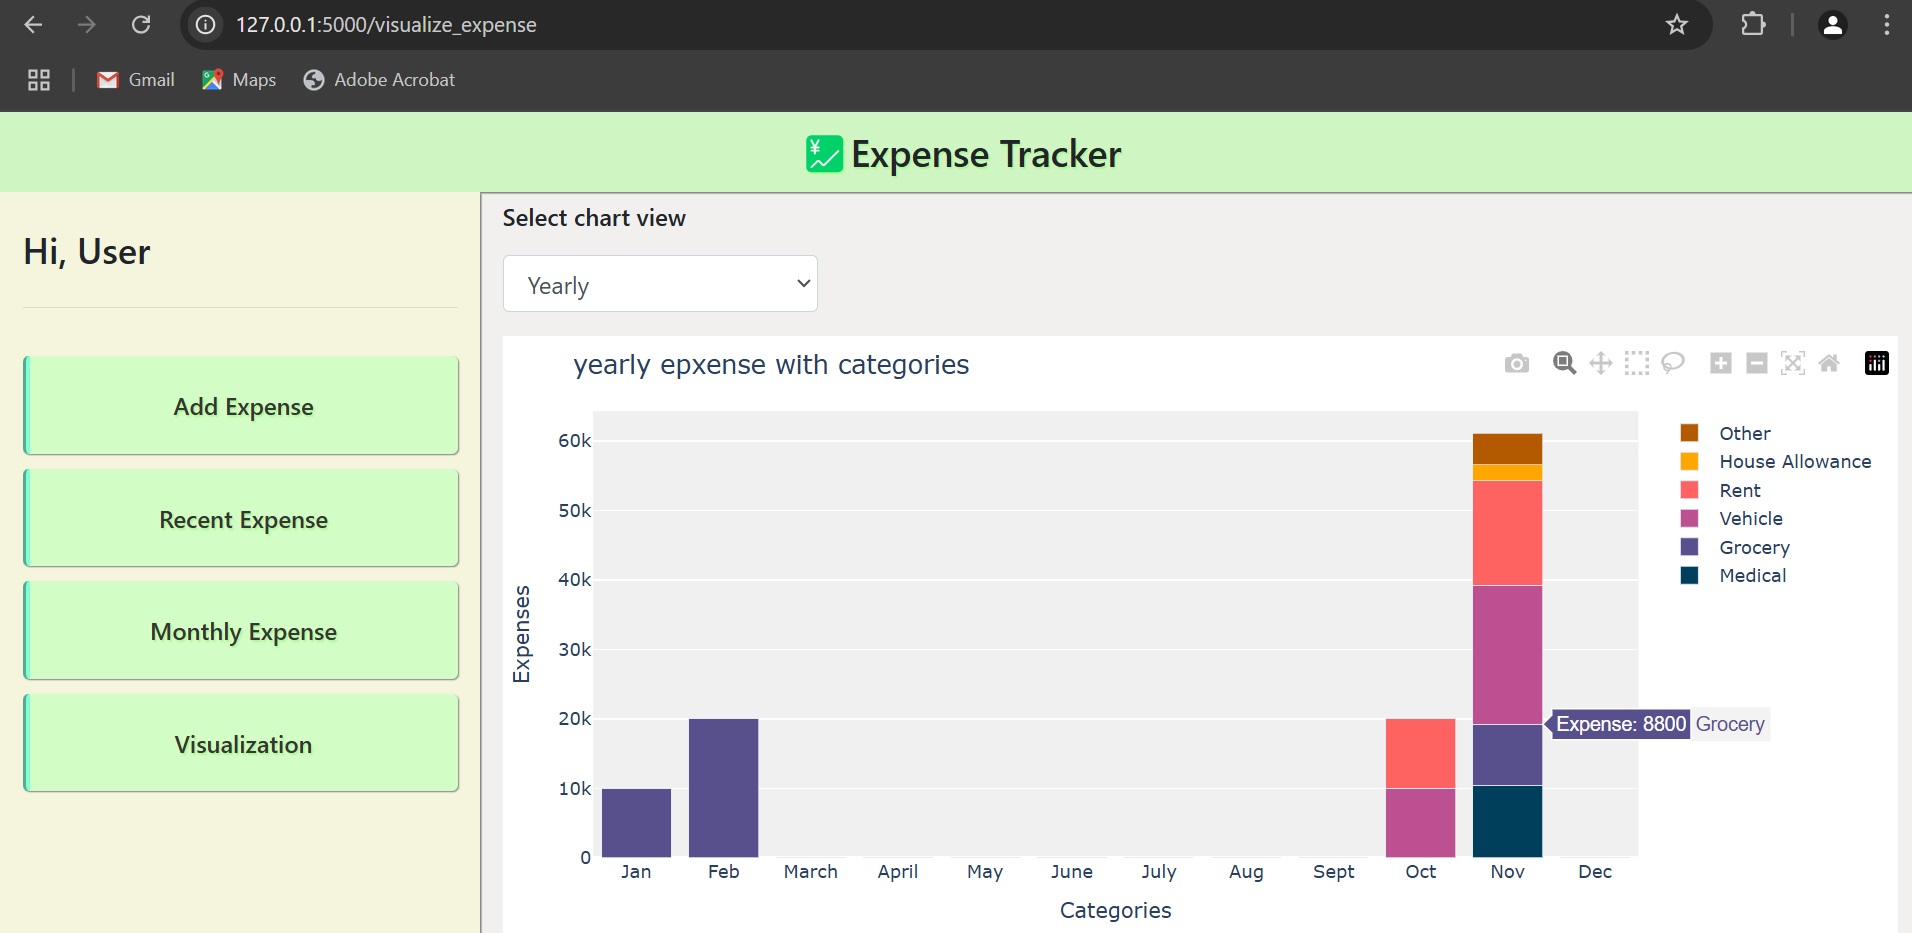 127.0.0.1:5000/visualize_expense
Gmail Maps Adobe Acrobat
¥ Expense Tracker
Hi, User
Add Expense
Recent Expense
Monthly Expense
Visualization
Select chart view
Yearly
yearly epxense with categories
Expenses
60k
50k
40k
30k
20k
10k
0
Jan Feb March April May June July Aug Sept Oct Nov Dec
Categories
Expense: 8800 Grocery
Other
House Allowance
Rent
Vehicle
Grocery
Medical